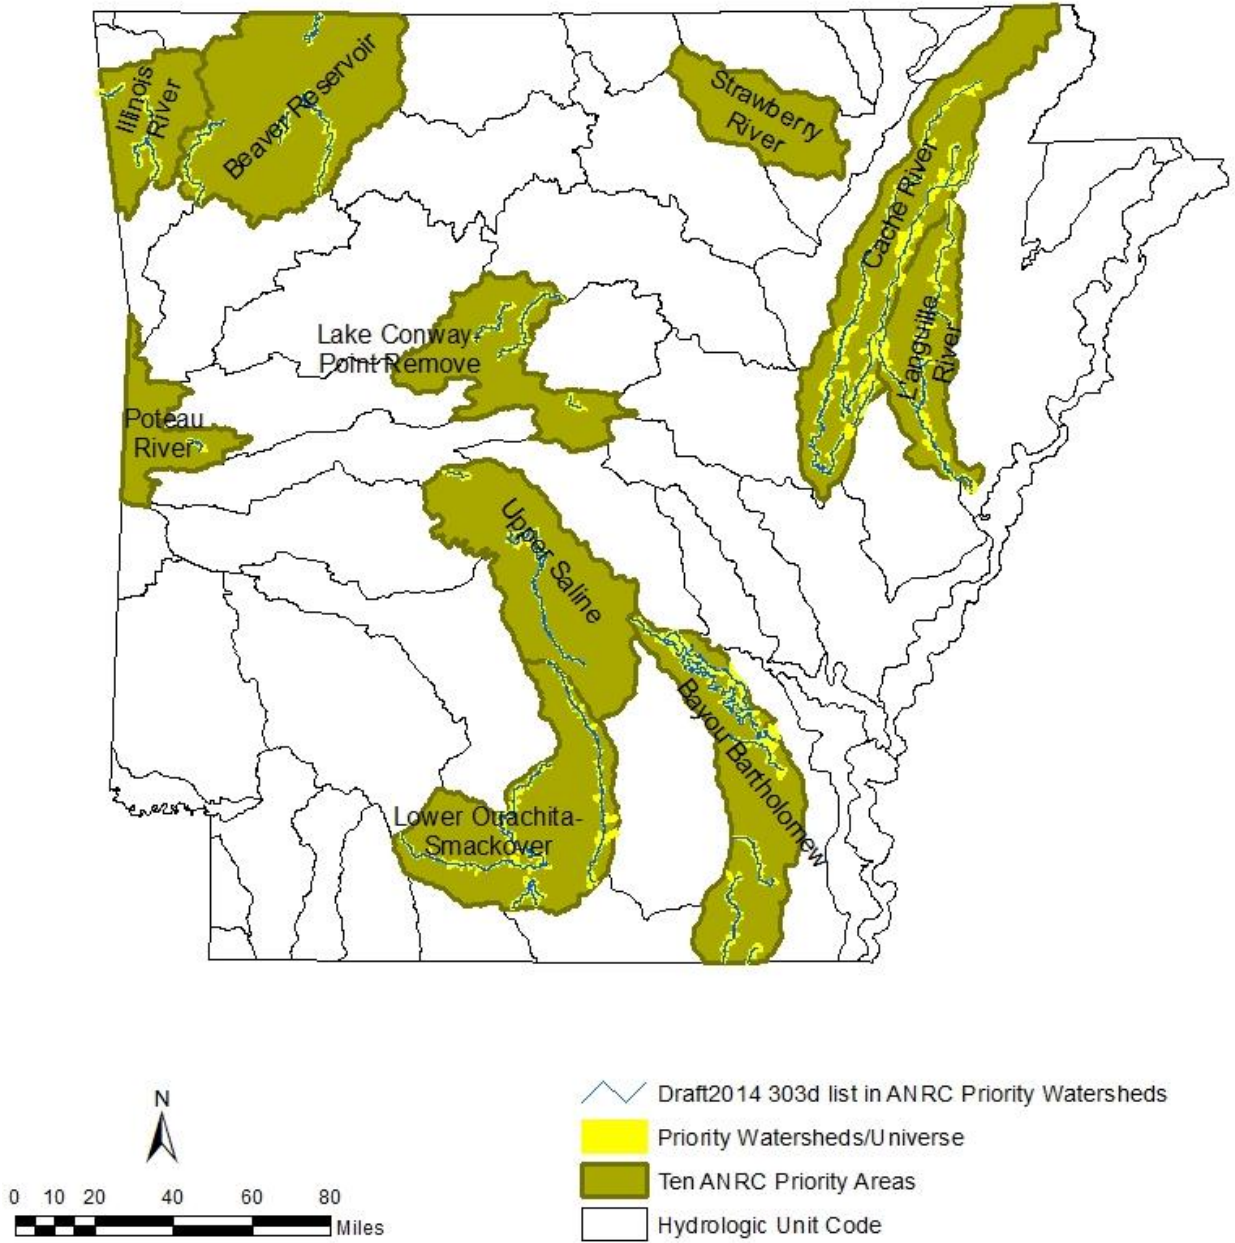 Illinois
River
Beaver Reservoir
Strawberry
River
Cache River
L'anguille
River
Lake Conway-
Point Remove
Poteau
River
Upper Saline
Bayou Bartholomew
Lower Ouachita-
Smackover
N
0 10 20 40 60 80
Miles
Draft2014 303d list in ANRC Priority Watersheds
Priority Watersheds/Universe
Ten ANRC Priority Areas
Hydrologic Unit Code